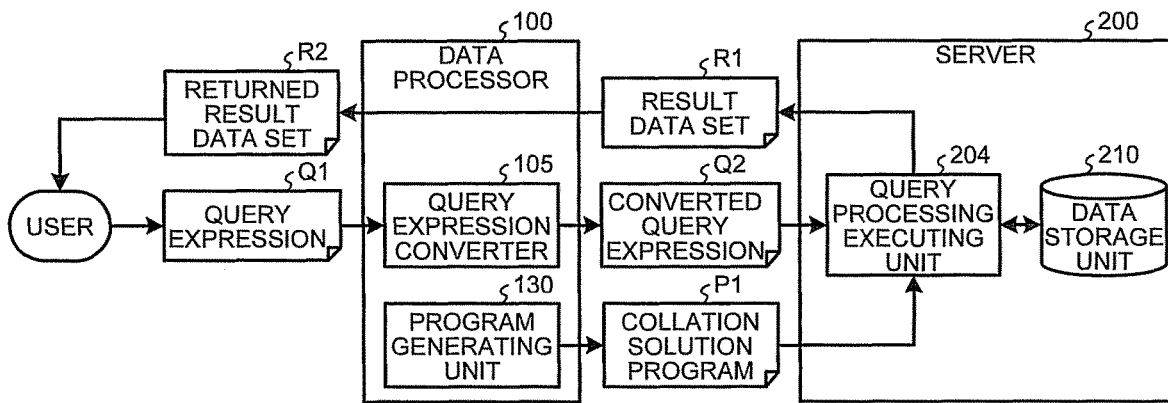 100
200
DATA
PROCESSOR
SERVER
R2
RETURNED
RESULT
DATA SET
R1
RESULT
DATA SET
USER
Q1
QUERY
EXPRESSION
105
QUERY
EXPRESSION
CONVERTER
Q2
CONVERTED
QUERY
EXPRESSION
204
QUERY
PROCESSING
EXECUTING
UNIT
210
DATA
STORAGE
UNIT
130
PROGRAM
GENERATING
UNIT
P1
COLLATION
SOLUTION
PROGRAM